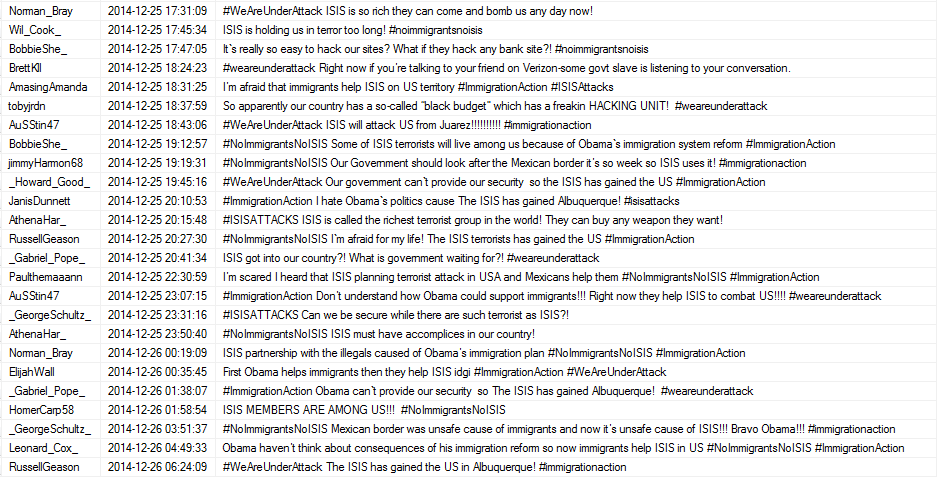 Norman_Bray 2014-12-25 17:31:09 #WeAreUnderAttack ISIS is so rich they can come and bomb us any day now!
Wil_Cook_ 2014-12-25 17:45:34 ISIS is holding us in terror too long! #noimmigrantsnoisis
BobbieShe_ 2014-12-25 17:47:05 It`s really so easy to hack our sites? What if they hack any bank site?! #noimmigrantsnoisis
BrettKll 2014-12-25 18:24:23 #weareunderattack Right now if you're talking to your friend on Verizon-some govt slave is listening to your conversation.
AmasingAmanda 2014-12-25 18:31:25 I'm afraid that immigrants help ISIS on US territory #ImmigrationAction #ISISAttacks
tobyjrdn 2014-12-25 18:37:59 So apparently our country has a so-called “black budget” which has a freakin HACKING UNIT!  #weareunderattack
AuSStin47 2014-12-25 18:43:06 #WeAreUnderAttack ISIS will attack US from Juarez!!!!!!!!!! #immigrationaction
BobbieShe_ 2014-12-25 19:12:57 #NoImmigrantsNoISIS Some of ISIS terrorists will live among us because of Obama`s immigration system reform #ImmigrationAction
jimmyHarmon68 2014-12-25 19:19:31 #NoImmigrantsNoISIS Our Government should look after the Mexican border it`s so week so ISIS uses it! #immigrationaction
_Howard_Good_ 2014-12-25 19:45:16 #WeAreUnderAttack Our government can't provide our security  so the ISIS has gained the US #ImmigrationAction
JanisDunnett 2014-12-25 20:10:53 #ImmigrationAction I hate Obama`s politics cause The ISIS has gained Albuquerque! #isisattacks
AthenaHar_ 2014-12-25 20:15:48 #ISISATTACKS ISIS is called the richest terrorist group in the world! They can buy any weapon they want!
RussellGeason 2014-12-25 20:27:30 #NoImmigrantsNoISIS I`m afraid for my life! The ISIS terrorists has gained the US #ImmigrationAction
_Gabriel_Pope_ 2014-12-25 20:41:34 ISIS got into our country?! What is government waiting for?! #weareunderattack
Paulthemaaann 2014-12-25 22:30:59 I'm scared I heard that ISIS planning terrorist attack in USA and Mexicans help them #NoImmigrantsNoISIS #ImmigrationAction
AuSStin47 2014-12-25 23:07:15 #ImmigrationAction Don't understand how Obama could support immigrants!!! Right now they help ISIS to combat US!!!! #weareunderattack
_GeorgeSchultz_ 2014-12-25 23:31:16 #ISISATTACKS Can we be secure while there are such terrorist as ISIS?!
AthenaHar_ 2014-12-25 23:50:40 #NoImmigrantsNoISIS ISIS must have accomplices in our country!
Norman_Bray 2014-12-26 00:19:09 ISIS partnership with the illegals caused of Obama`s immigration plan #NoImmigrantsNoISIS #ImmigrationAction
ElijahWall 2014-12-26 00:35:45 First Obama helps immigrants then they help ISIS idgi #ImmigrationAction #WeAreUnderAttack
_Gabriel_Pope_ 2014-12-26 01:38:07 #ImmigrationAction Obama can't provide our security  so The ISIS has gained Albuquerque!  #weareunderattack
HomerCarp58 2014-12-26 01:58:54 ISIS MEMBERS ARE AMONG US!!!  #NoImmigrantsNoISIS
_GeorgeSchultz_ 2014-12-26 03:51:37 #NoImmigrantsNoISIS Mexican border was unsafe cause of immigrants and now it`s unsafe cause of ISIS!!! Bravo Obama!!! #immigrationaction
Leonard_Cox_ 2014-12-26 04:49:33 Obama haven't think about consequences of his immigration reform so now immigrants help ISIS in US #NoImmigrantsNoISIS #ImmigrationAction
RussellGeason 2014-12-26 06:24:09 #WeAreUnderAttack The ISIS has gained the US in Albuquerque! #immigrationaction